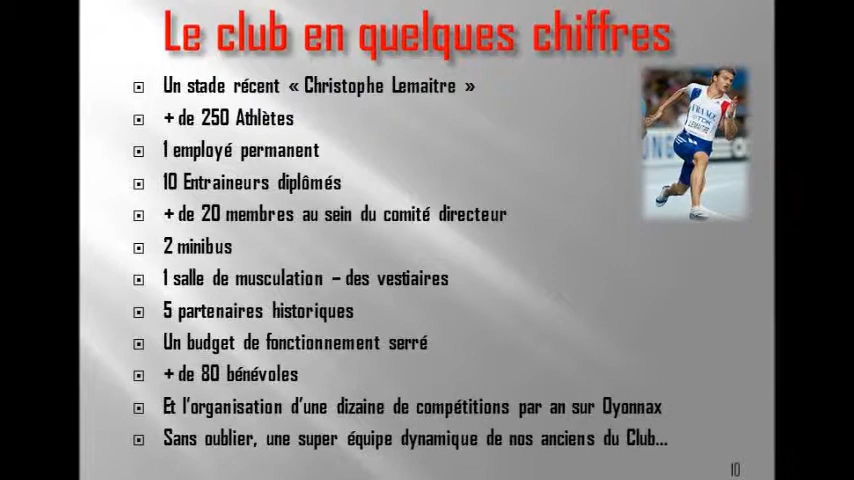 Le club en quelques chiffres
Un stade récent « Christophe Lemaitre »
+ de 250 Athlètes
1 employé permanent
10 Entraineurs diplômés
+ de 20 membres au sein du comité directeur
2 minibus
1 salle de musculation – des vestiaires
5 partenaires historiques
Un budget de fonctionnement serré
+ de 80 bénévoles
Et l'organisation d'une dizaine de compétitions par an sur Oyonnax
Sans oublier, une super équipe dynamique de nos anciens du Club...
FRANCE
TDK
LEMAITRE
10